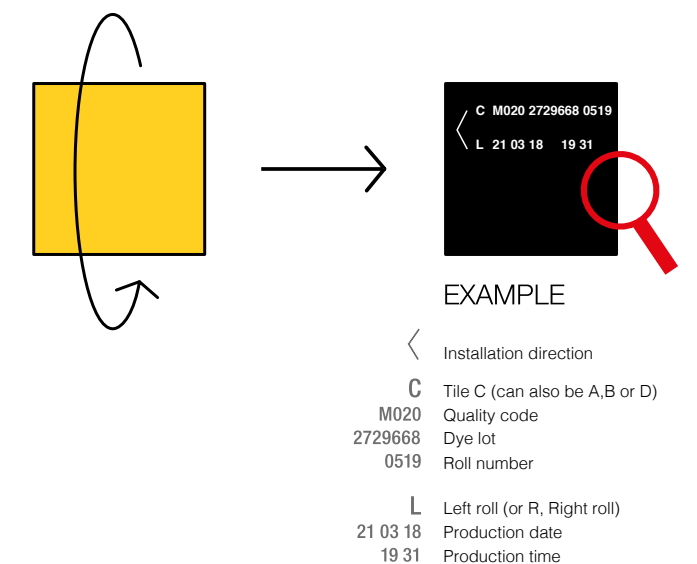 C M020 2729668 0519
L 21 03 18 19 31
EXAMPLE
Installation direction
C Tile C (can also be A,B or D)
M020 Quality code
2729668 Dye lot
0519 Roll number
L Left roll (or R, Right roll)
21 03 18 Production date
19 31 Production time